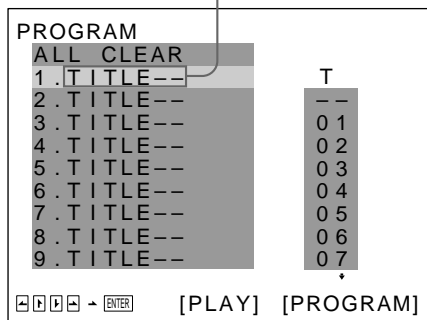 PROGRAM
ALL CLEAR
1. TITLE––
2. TITLE––
3. TITLE––
4. TITLE––
5. TITLE––
6. TITLE––
7. TITLE––
8. TITLE––
9. TITLE––
T
––
01
02
03
04
05
06
07
ENTER [PLAY] [PROGRAM]